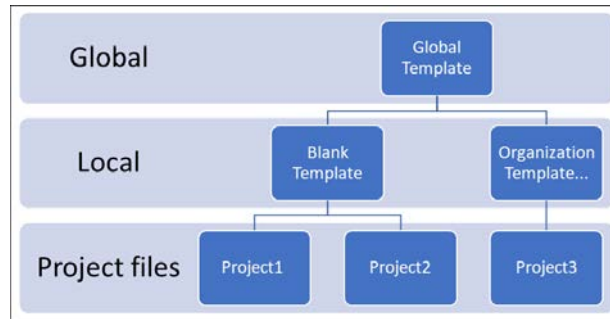 Global
Global
Template
Local
Blank
Template
Organization
Template...
Project files
Project1
Project2
Project3